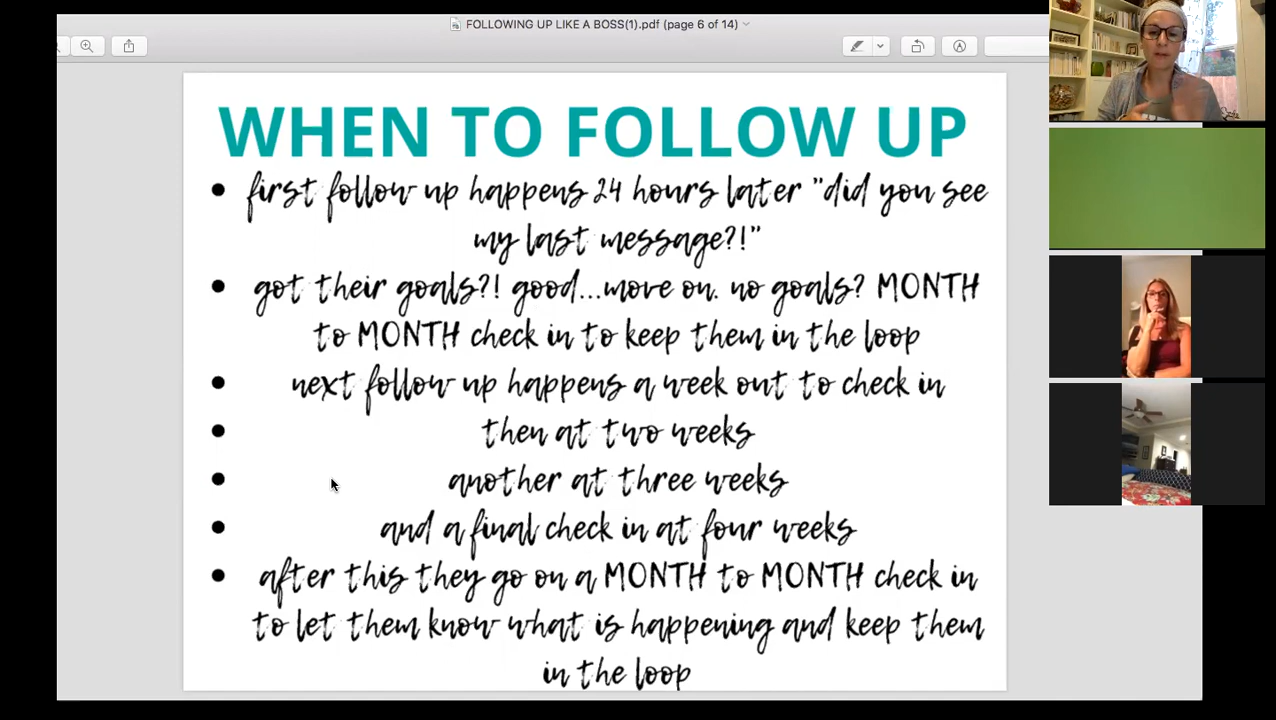 FOLLOWING UP LIKE A BOSS(1).pdf (page 6 of 14)
WHEN TO FOLLOW UP
• first follow up happens 24 hours later "did you see
my last message?!"
• got their goals?! good...move on. no goals? MONTH
to MONTH check in to keep them in the loop
• next follow up happens a week out to check in
• then at two weeks
• another at three weeks
• and a final check in at four weeks
• after this they go on a MONTH to MONTH check in
to let them know what is happening and keep them
in the loop